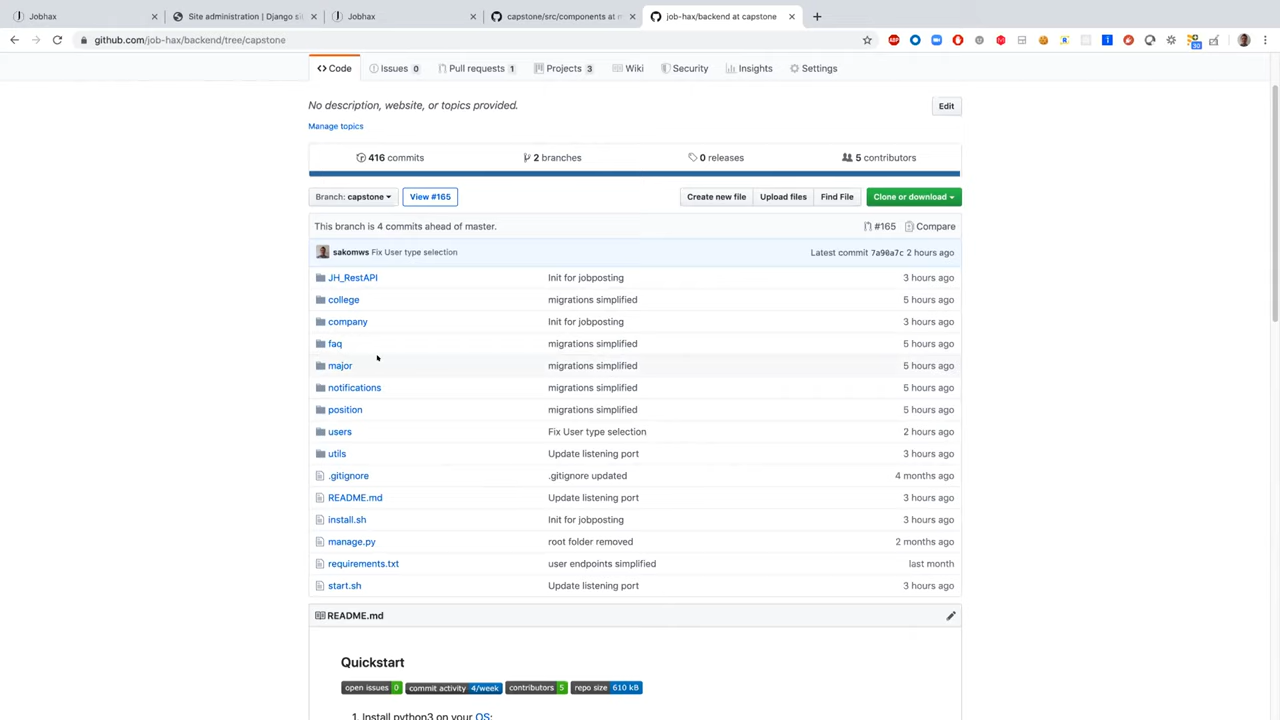 Jobhax
Site administration | Django si
Jobhax
capstone/src/components at m
job-hax/backend at capstone
github.com/job-hax/backend/tree/capstone
30
Code
Issues 0
Pull requests 1
Projects 3
Wiki
Security
Insights
Settings
No description, website, or topics provided.
Edit
Manage topics
416 commits
2 branches
0 releases
5 contributors
Branch: capstone
View #165
Create new file
Upload files
Find File
Clone or download
This branch is 4 commits ahead of master.
#165
Compare
sakomws Fix User type selection
Latest commit 7a90a7c 2 hours ago
JH_RestAPI Init for jobposting 3 hours ago
college migrations simplified 5 hours ago
company Init for jobposting 3 hours ago
faq migrations simplified 5 hours ago
major migrations simplified 5 hours ago
notifications migrations simplified 5 hours ago
position migrations simplified 5 hours ago
users Fix User type selection 2 hours ago
utils Update listening port 3 hours ago
.gitignore .gitignore updated 4 months ago
README.md Update listening port 3 hours ago
install.sh Init for jobposting 3 hours ago
manage.py root folder removed 2 months ago
requirements.txt user endpoints simplified last month
start.sh Update listening port 3 hours ago
README.md
Quickstart
open issues 0 commit activity 4/week contributors 5 repo size 610 kB
1. Install python3 on your OS: